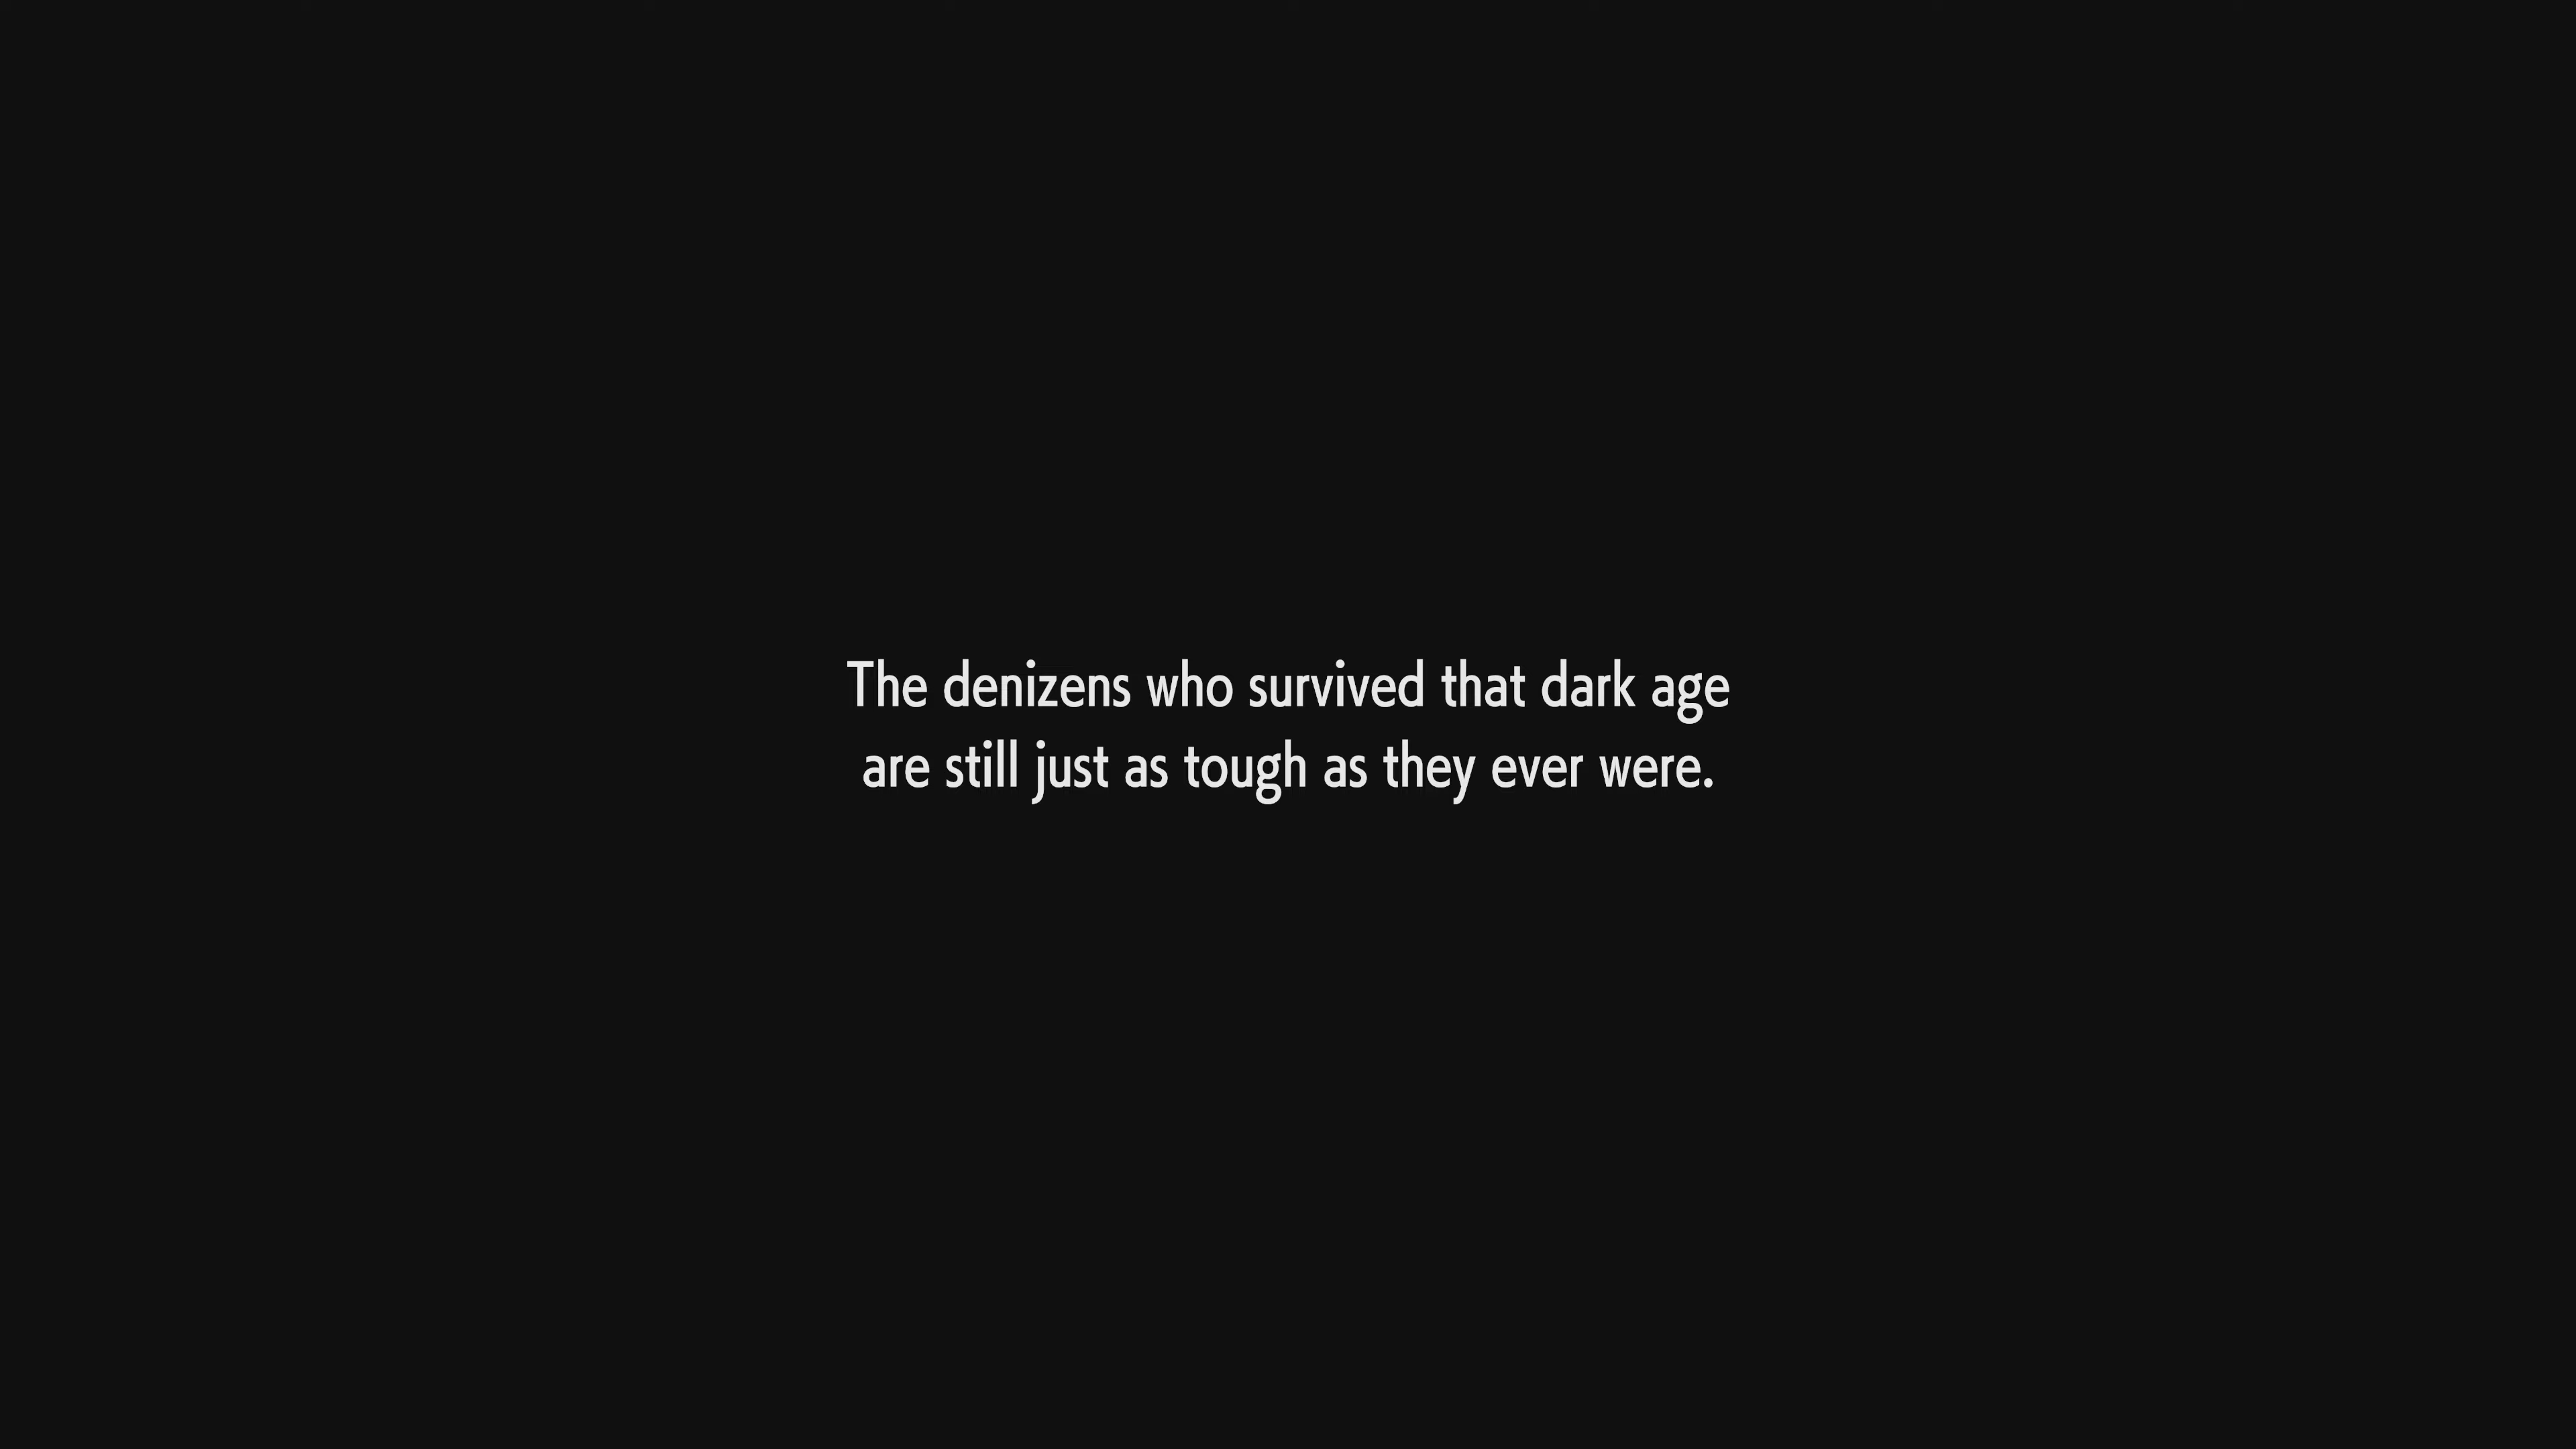 The denizens who survived that dark age
are still just as tough as they ever were.